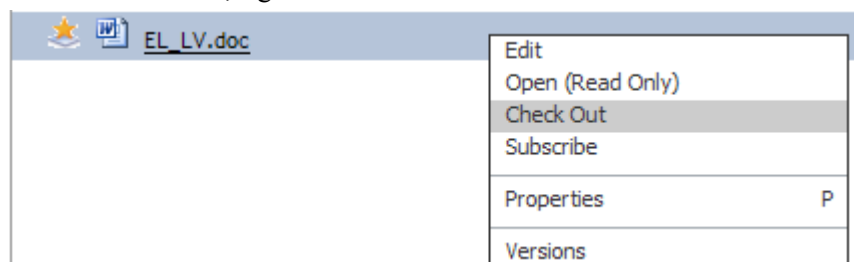 EL_LV.doc
Edit
Open (Read Only)
Check Out
Subscribe
Properties P
Versions